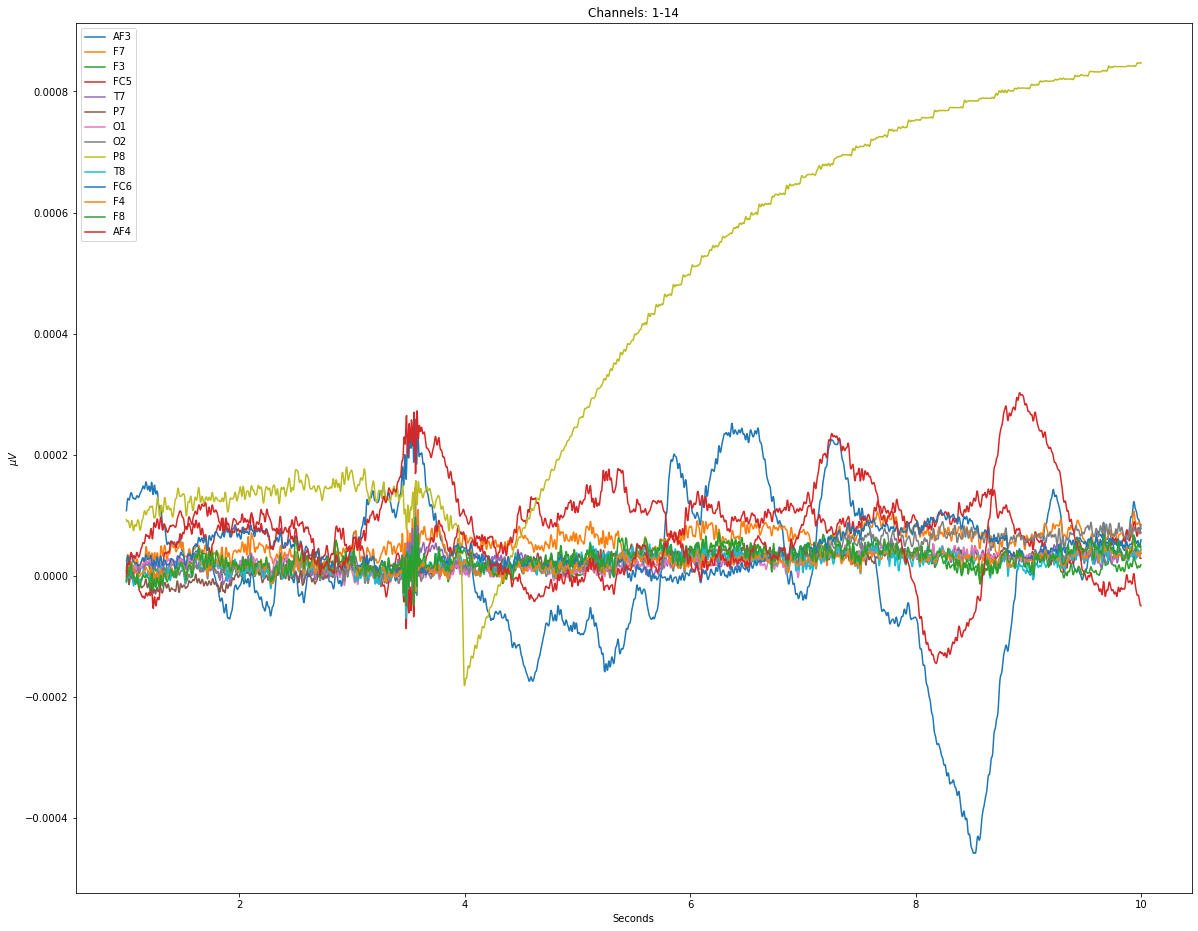 Channels: 1-14
AF3
F7
F3
FC5
T7
P7
O1
O2
P8
T8
FC6
F4
F8
AF4
0.0008
0.0006
0.0004
0.0002
0.0000
−0.0002
−0.0004
μV
2 4 6 8 10
Seconds